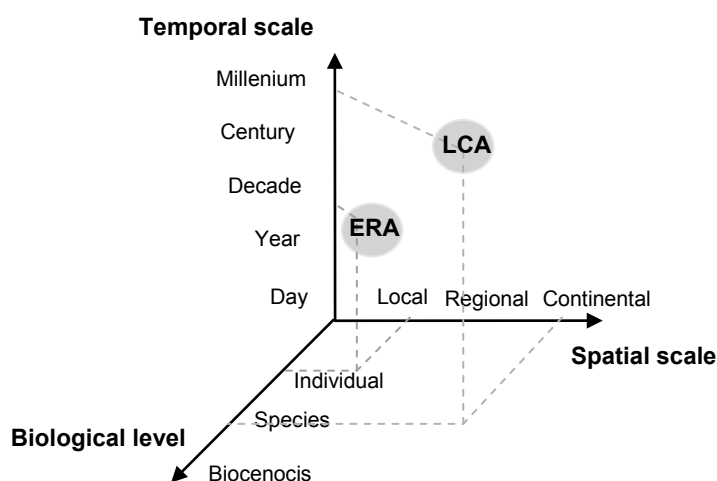 Temporal scale
Millenium
Century
LCA
Decade
ERA
Year
Day
Local
Regional
Continental
Spatial scale
Individual
Species
Biological level
Biocenocis